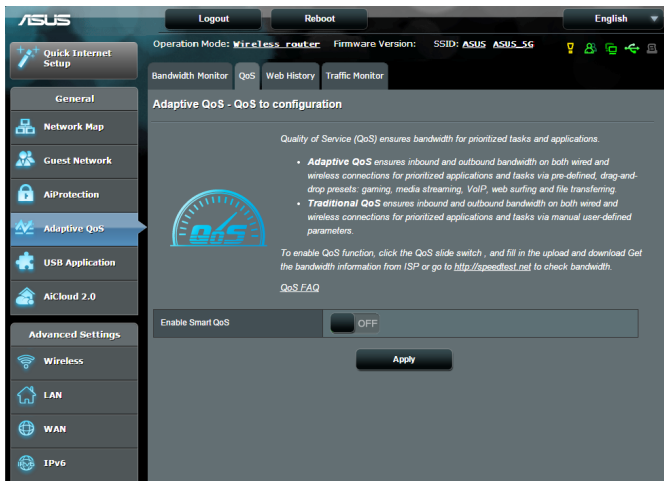 ASUS
Logout
Reboot
English
Quick Internet
Setup
Operation Mode: Wireless router Firmware Version: SSID: ASUS ASUS_5G
Bandwidth Monitor QoS Web History Traffic Monitor
General
Network Map
Guest Network
AiProtection
Adaptive QoS
USB Application
AiCloud 2.0
Advanced Settings
Wireless
LAN
WAN
IPv6
Adaptive QoS - QoS to configuration
Quality of Service (QoS) ensures bandwidth for prioritized tasks and applications.
QoS
• Adaptive QoS ensures inbound and outbound bandwidth on both wired and
wireless connections for prioritized applications and tasks via pre-defined, drag-and-
drop presets: gaming, media streaming, VoIP, web surfing and file transferring.
• Traditional QoS ensures inbound and outbound bandwidth on both wired and
wireless connections for prioritized applications and tasks via manual user-defined
parameters.
To enable QoS function, click the QoS slide switch , and fill in the upload and download Get
the bandwidth information from ISP or go to http://speedtest.net to check bandwidth.
QoS FAQ
Enable Smart QoS
OFF
Apply